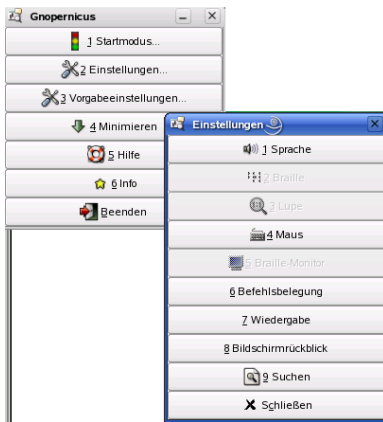 Gnopernicus
1 Startmodus...
2 Einstellungen...
3 Vorgabeeinstellungen...
4 Minimieren
5 Hilfe
6 Info
Beenden
Einstellungen
1 Sprache
2 Braille
3 Lupe
4 Maus
5 Braille-Monitor
6 Befehlsbelegung
7 Wiedergabe
8 Bildschirmrückblick
9 Suchen
Schließen